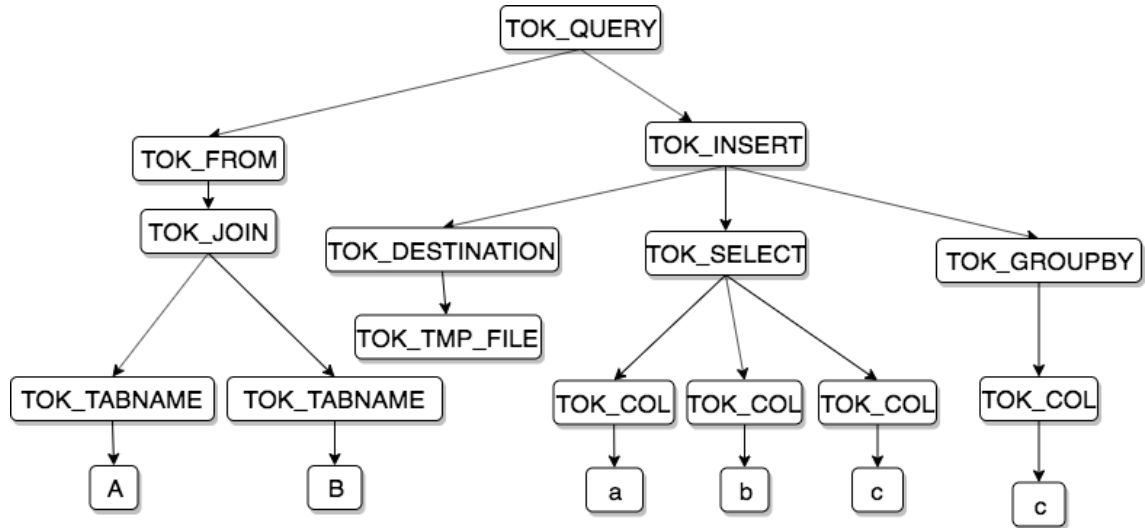 TOK_QUERY
TOK_FROM
TOK_INSERT
TOK_JOIN
TOK_DESTINATION
TOK_SELECT
TOK_GROUPBY
TOK_TMP_FILE
TOK_TABNAME
TOK_TABNAME
TOK_COL
TOK_COL
TOK_COL
TOK_COL
A
B
a
b
c
c